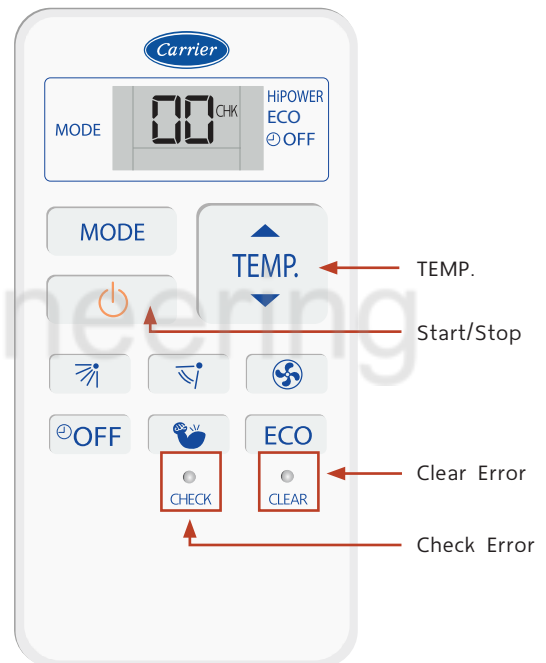 Carrier
MODE
00 CHK
HiPOWER
ECO
OFF
MODE
TEMP.
TEMP.
Start/Stop
neering
OFF
ECO
CHECK
CLEAR
Clear Error
Check Error